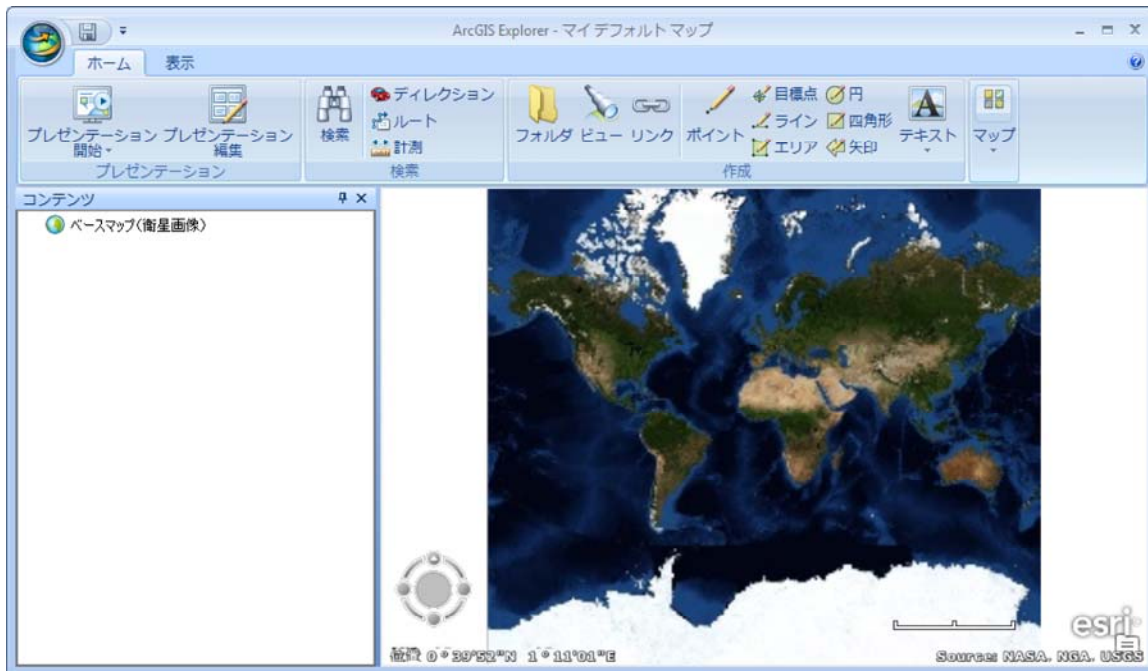 ArcGIS Explorer - マイ デフォルト マップ
ホーム 表示
プレゼンテーション開始 プレゼンテーション編集
プレゼンテーション
検索
ディレクション
ルート
計測
検索
フォルダ ビュー リンク
ポイント
目標点 円
ライン 四角形
エリア 矢印
A
テキスト
作成
マップ
コンテンツ
ベースマップ(衛星画像)
0°39'52"N 1°11'01"E
esri
Source: NASA, NGA, USGS